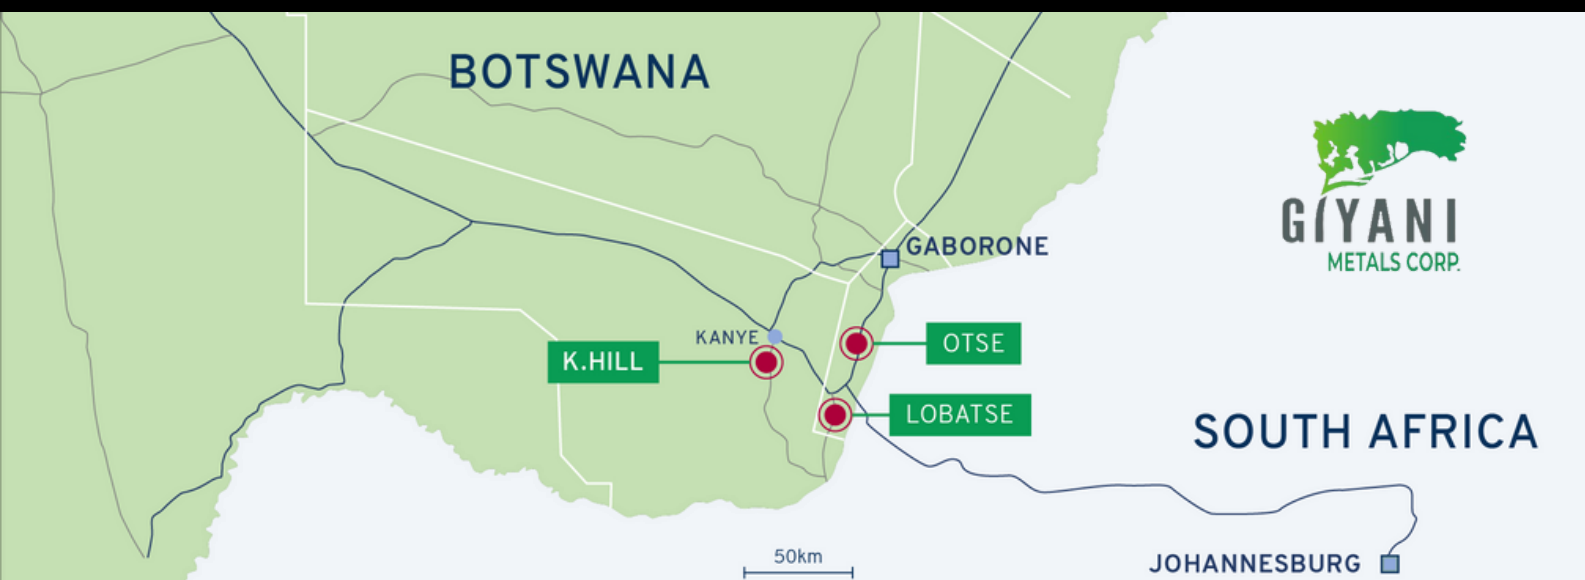 BOTSWANA
GIYANI
METALS CORP.
GABORONE
KANYE
OTSE
K.HILL
LOBATSE
SOUTH AFRICA
50km
JOHANNESBURG